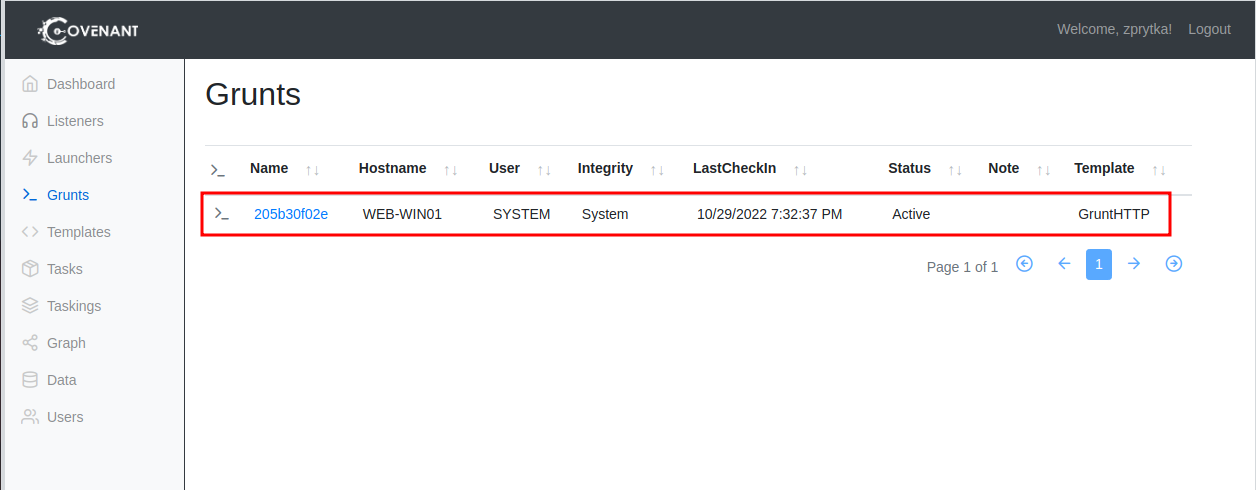 COVENANT
Welcome, zprytka! Logout
Dashboard
Listeners
Launchers
Grunts
Templates
Tasks
Taskings
Graph
Data
Users
Grunts
Name ↑↓ Hostname ↑↓ User ↑↓ Integrity ↑↓ LastCheckIn ↑↓ Status ↑↓ Note ↑↓ Template ↑↓
205b30f02e WEB-WIN01 SYSTEM System 10/29/2022 7:32:37 PM Active GruntHTTP
Page 1 of 1 1